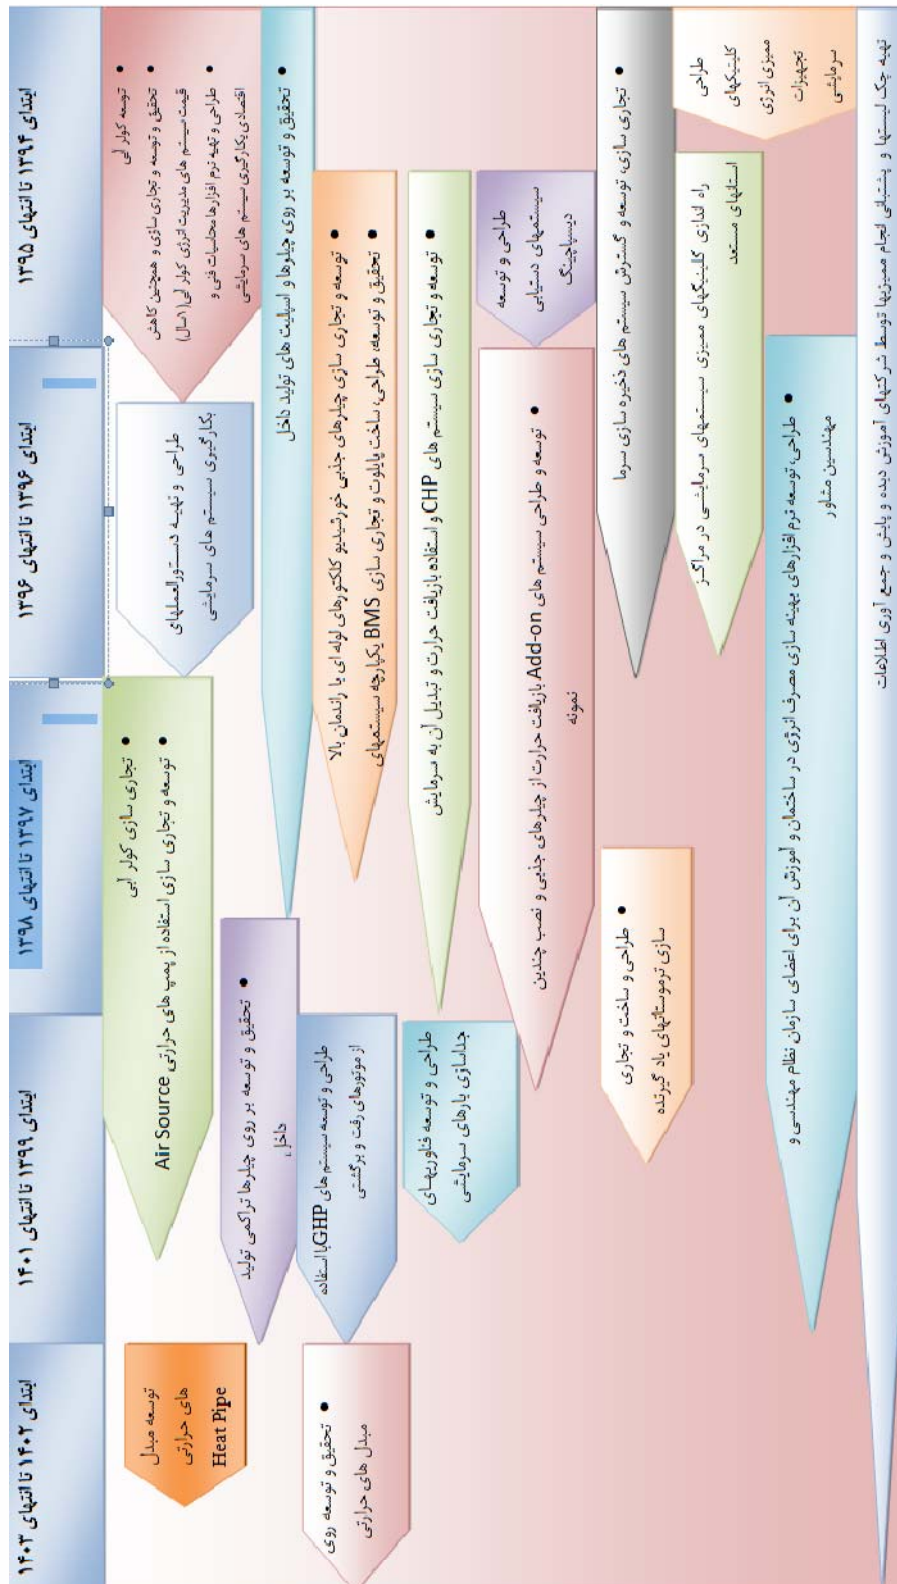 ابتدای ۱۳۹۴ تا انتهای ۱۳۹۵
ابتدای ۱۳۹۶ تا انتهای ۱۳۹۶
ابتدای ۱۳۹۷ تا انتهای ۱۳۹۸
ابتدای ۱۳۹۹ تا انتهای ۱۴۰۱
ابتدای ۱۴۰۲ تا انتهای ۱۴۰۳
• توسعه کولر آبی
• تحقیق و توسعه و تجاری سازی و همچنین کاهش
قیمت سیستم های مدیریت انرژی کولر آبی (۱سال)
• طراحی و تهیه نرم افزارها محاسبات فنی و
اقتصادی بکارگیری سیستم های سرمایشی
طراحی و تهیه دستورالعملهای
بکارگیوی سیستم های سرمایشی
• تجاری سازی کولر آبی
• توسعه و تجاری سازی استفاده از پمپ های حرارتی Air Source
توسعه مبدل
های حرارتی
Heat Pipe
• تحقیق و توسعه بر روی چیلرها و اسپلیت های تولید داخل
• تحقیق و توسعه بر روی چیلرها تراکمی تولید
داخل
• توسعه و تجاری سازی چیلرهای جذبی خورشیدیو کلکتورهای لوله ای با راندمان بالا
• تحقیق و توسعه، طراحی، ساخت پایلوت و تجاری سازی BMS یکپارچه سیستمهای
طراحی و توسعه سیستم های GHPبا استفاده
از موتورهای رفت و برگشتی
• تحقیق و توسعه روی
مبدل های حرارتی
• توسعه و تجاری سازی سیستم های CHP و استفاده بازیافت حرارت و تبدیل آن به سرمایش
طراحی و توسعه فناوریهای
جداسازی بارهای سرمایشی
طراحی و توسعه
سیستمهای دستیابی
دیسپاچینگ
• توسعه و طراحی سیستم های Add-on بازیافت حرارت از چیلرهای جذبی و نصب چندین
نمونه
• تجاری سازی، توسعه و گسترش سیستم های ذخیره سازی سرما
• طراحی و ساخت و تجاری
سازی ترموستاتهای یاد گیرنده
طراحی
کلینیکهای
ممیزی انرژی
تجهیزات
سرمایشی
راه اندازی کلینیکهای ممیزی سیستمهای سرمایشی در مراکز
استانهای مستعد
• طراحی، توسعه نرم افزارهای بهینه سازی مصرف انرژی در ساختمان و آموزش آن برای اعضای سازمان نظام مهندسی و
مهندسین مشاور
تهیه چک لیستها و پشتیبانی انجام ممیزیها توسط شرکتهای آموزش دیده و پایش و جمع آوری اطلاعات